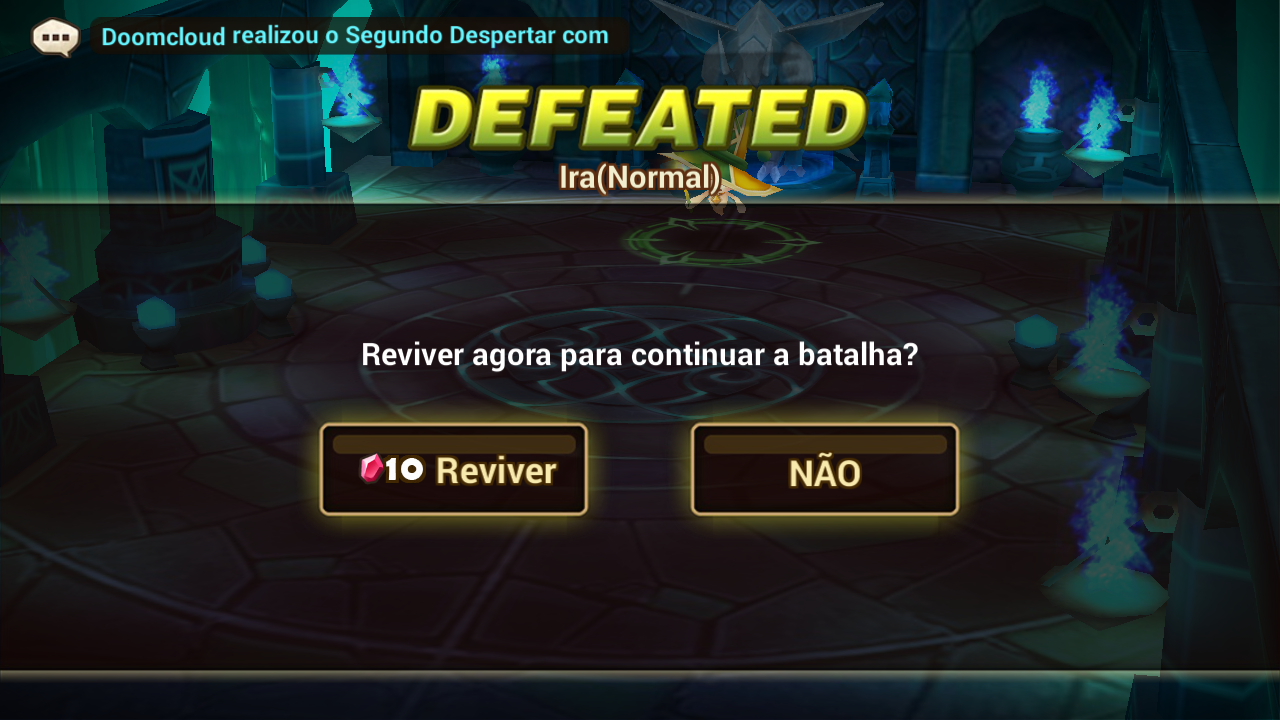 Doomcloud realizou o Segundo Despertar com
DEFEATED
Ira(Normal)
Reviver agora para continuar a batalha?
10 Reviver
NÃO